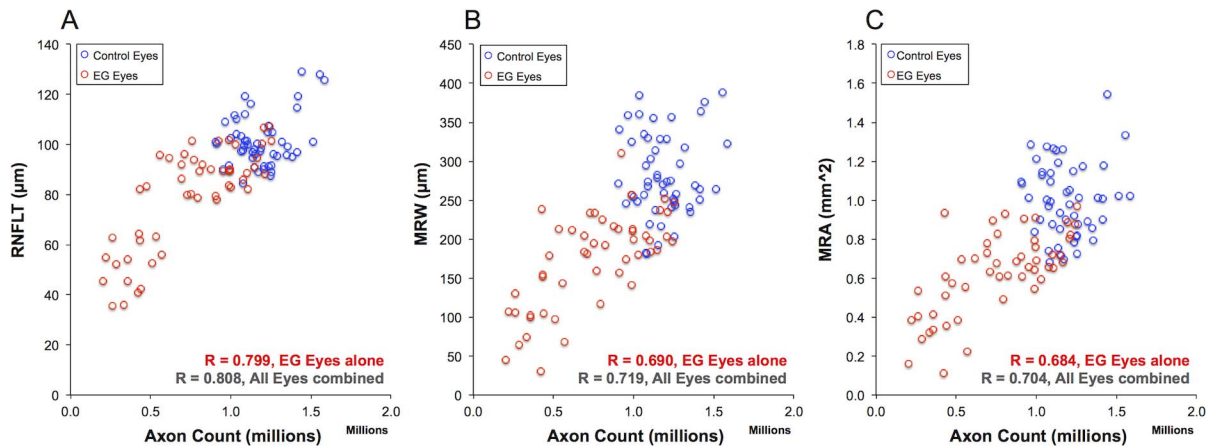 A
140
120
100
80
60
40
20
0
RNFLT (µm)
Control Eyes
EG Eyes
R = 0.799, EG Eyes alone
R = 0.808, All Eyes combined
0.0 0.5 1.0 1.5 2.0
Axon Count (millions) Millions
B
450
400
350
300
250
200
150
100
50
0
MRW (µm)
Control Eyes
EG Eyes
R = 0.690, EG Eyes alone
R = 0.719, All Eyes combined
0.0 0.5 1.0 1.5 2.0
Axon Count (millions) Millions
C
1.8
1.6
1.4
1.2
1.0
0.8
0.6
0.4
0.2
0.0
MRA (mm^2)
Control Eyes
EG Eyes
R = 0.684, EG Eyes alone
R = 0.704, All Eyes combined
0.0 0.5 1.0 1.5 2.0
Axon Count (millions) Millions